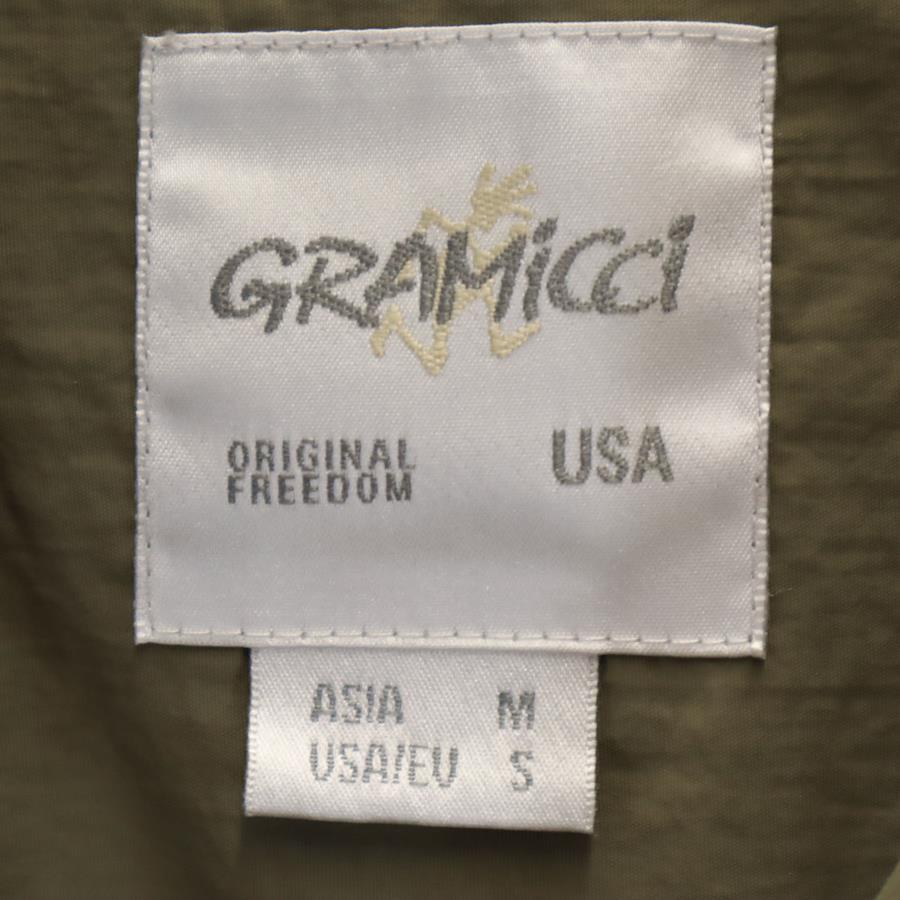 GRAMiCCi
ORIGINAL USA
FREEDOM
ASIA M
USA/EU S